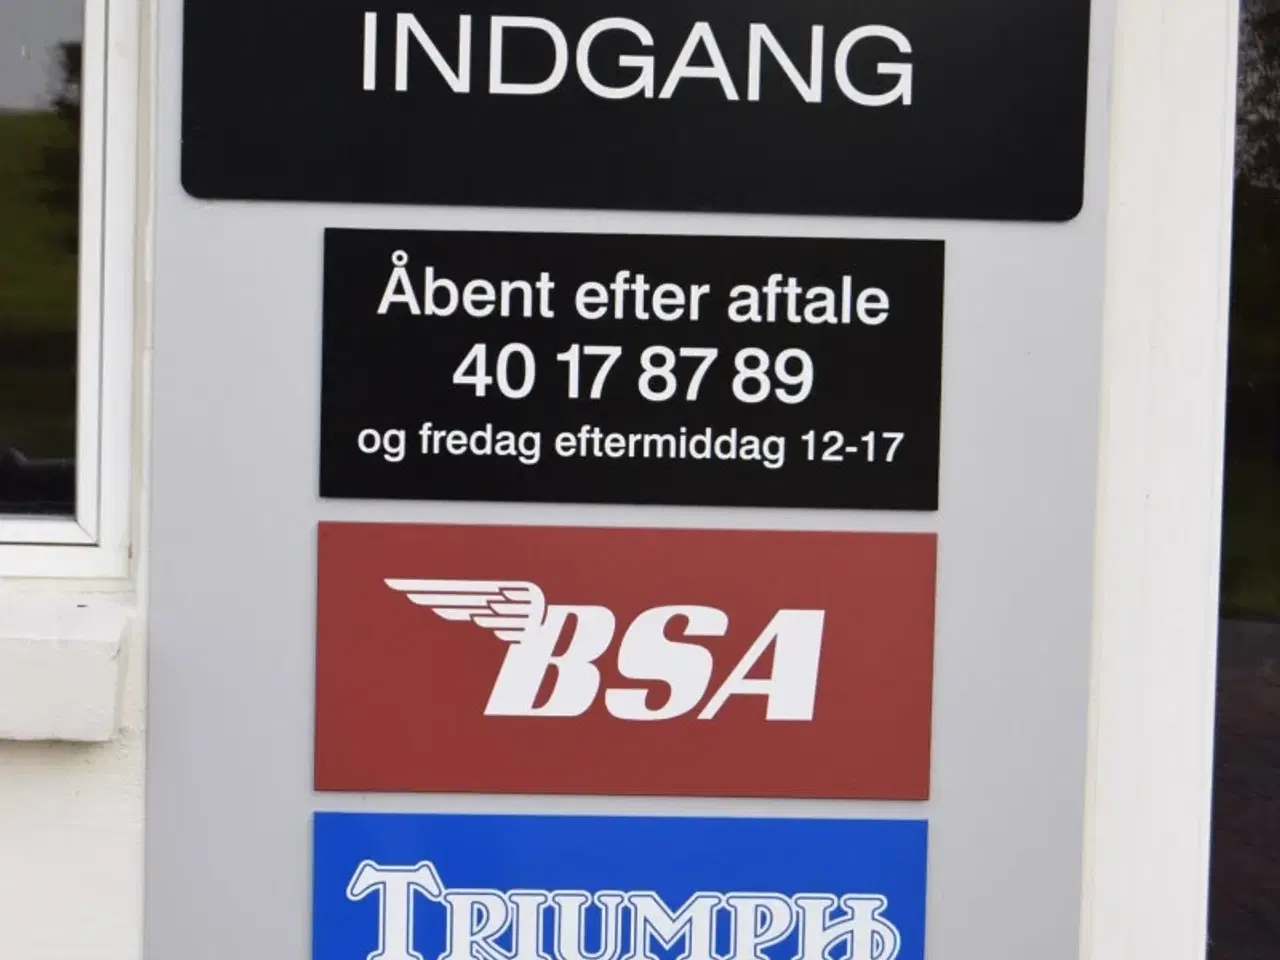 INDGANG
Åbent efter aftale
40 17 87 89
og fredag eftermiddag 12-17
BSA
TRIUMPH